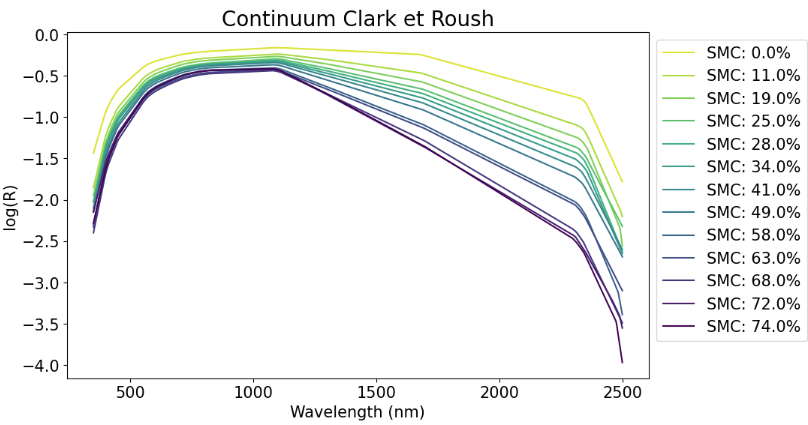 Continuum Clark et Roush
0.0
−0.5
−1.0
−1.5
−2.0
−2.5
−3.0
−3.5
−4.0
log(R)
500
1000
1500
2000
2500
Wavelength (nm)
SMC: 0.0%
SMC: 11.0%
SMC: 19.0%
SMC: 25.0%
SMC: 28.0%
SMC: 34.0%
SMC: 41.0%
SMC: 49.0%
SMC: 58.0%
SMC: 63.0%
SMC: 68.0%
SMC: 72.0%
SMC: 74.0%